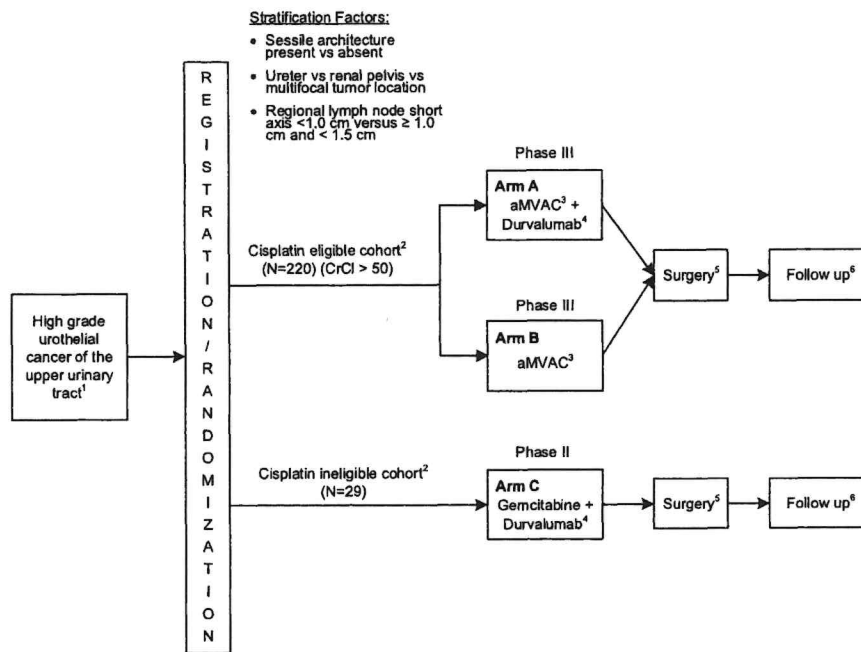 Stratification Factors:
• Sessile architecture
present vs absent
• Ureter vs renal pelvis vs
multifocal tumor location
• Regional lymph node short
axis <1.0 cm versus ≥ 1.0
cm and < 1.5 cm
High grade
urothelial
cancer of the
upper urinary
tract¹
REGISTRATION/RANDOMIZATION
Cisplatin eligible cohort²
(N=220) (CrCl > 50)
Phase III
Arm A
aMVAC³ +
Durvalumab⁴
Phase III
Arm B
aMVAC³
Surgery⁵
Follow up⁶
Cisplatin ineligible cohort²
(N=29)
Phase II
Arm C
Gemcitabine +
Durvalumab⁴
Surgery⁵
Follow up⁶